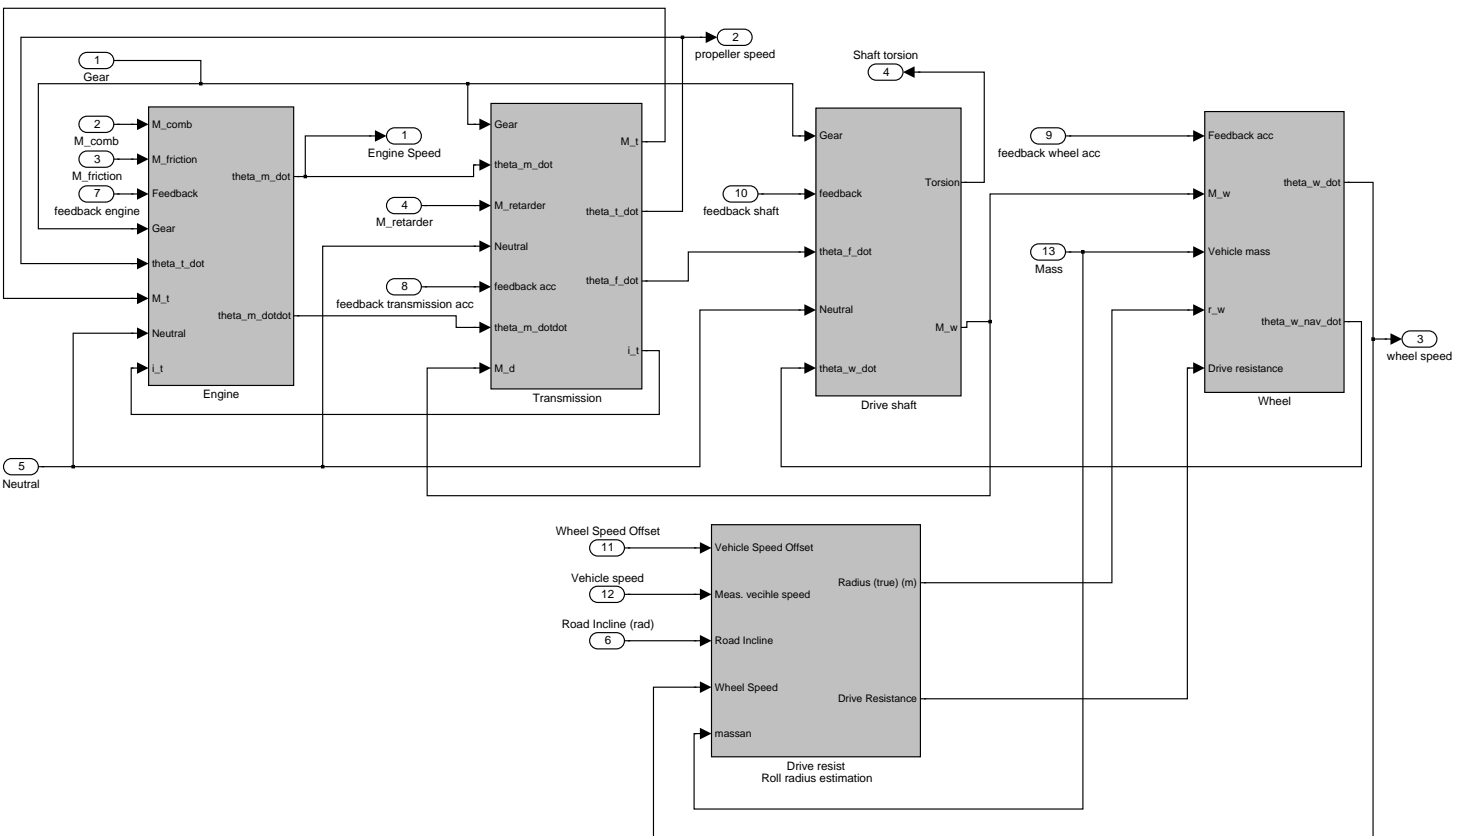 2
propeller speed
1
Gear
Shaft torsion
4
2
M_comb
3
M_friction
7
feedback engine
M_comb
M_friction
Feedback
Gear
theta_t_dot
M_t
Neutral
i_t
theta_m_dot
theta_m_dotdot
Engine
1
Engine Speed
4
M_retarder
8
feedback transmission acc
Gear
theta_m_dot
M_retarder
Neutral
feedback acc
theta_m_dotdot
M_d
M_t
theta_t_dot
theta_f_dot
i_t
Transmission
10
feedback shaft
Gear
feedback
theta_f_dot
Neutral
theta_w_dot
Torsion
M_w
Drive shaft
9
feedback wheel acc
13
Mass
Feedback acc
M_w
Vehicle mass
r_w
Drive resistance
theta_w_dot
theta_w_nav_dot
Wheel
3
wheel speed
5
Neutral
Wheel Speed Offset
11
Vehicle speed
12
Road Incline (rad)
6
Vehicle Speed Offset
Meas. vecihle speed
Road Incline
Wheel Speed
massan
Radius (true) (m)
Drive Resistance
Drive resist
Roll radius estimation